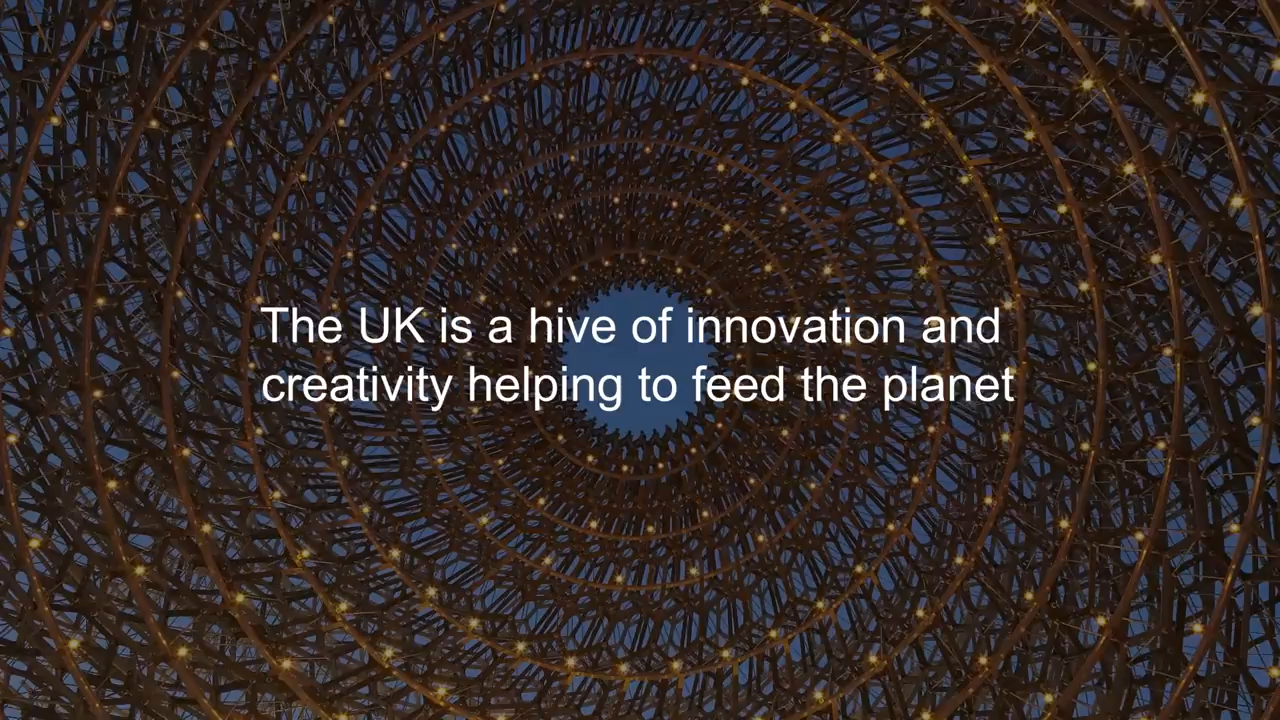 The UK is a hive of innovation and
creativity helping to feed the planet